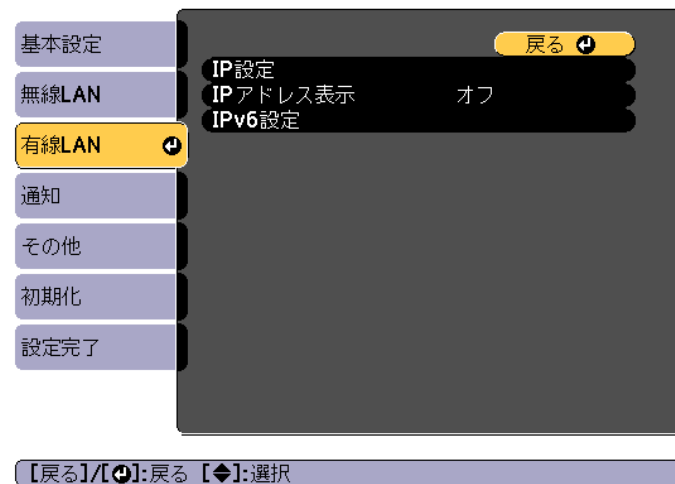 基本設定
無線LAN
有線LAN
通知
その他
初期化
設定完了
戻る
IP設定
IPアドレス表示 オフ
IPv6設定
[戻る]/[⏎]:戻る [◆]:選択